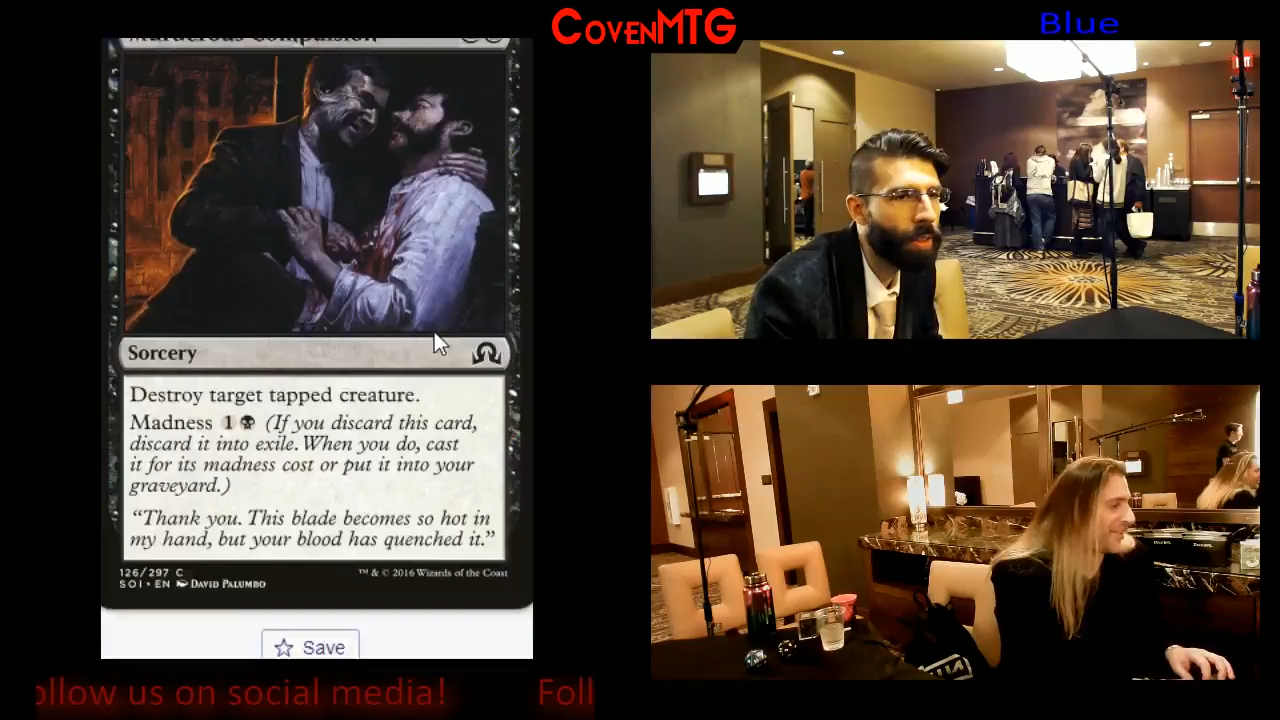 COVENMTG
Blue
Murderous Compulsion
Sorcery
Destroy target tapped creature.
Madness 1 (If you discard this card,
discard it into exile. When you do, cast
it for its madness cost or put it into your
graveyard.)
“Thank you. This blade becomes so hot in
my hand, but your blood has quenched it.”
126/297 C
SOI • EN DAVID PALUMBO
™ & © 2016 Wizards of the Coast
Save
ollow us on social media!
Foll
EXIT